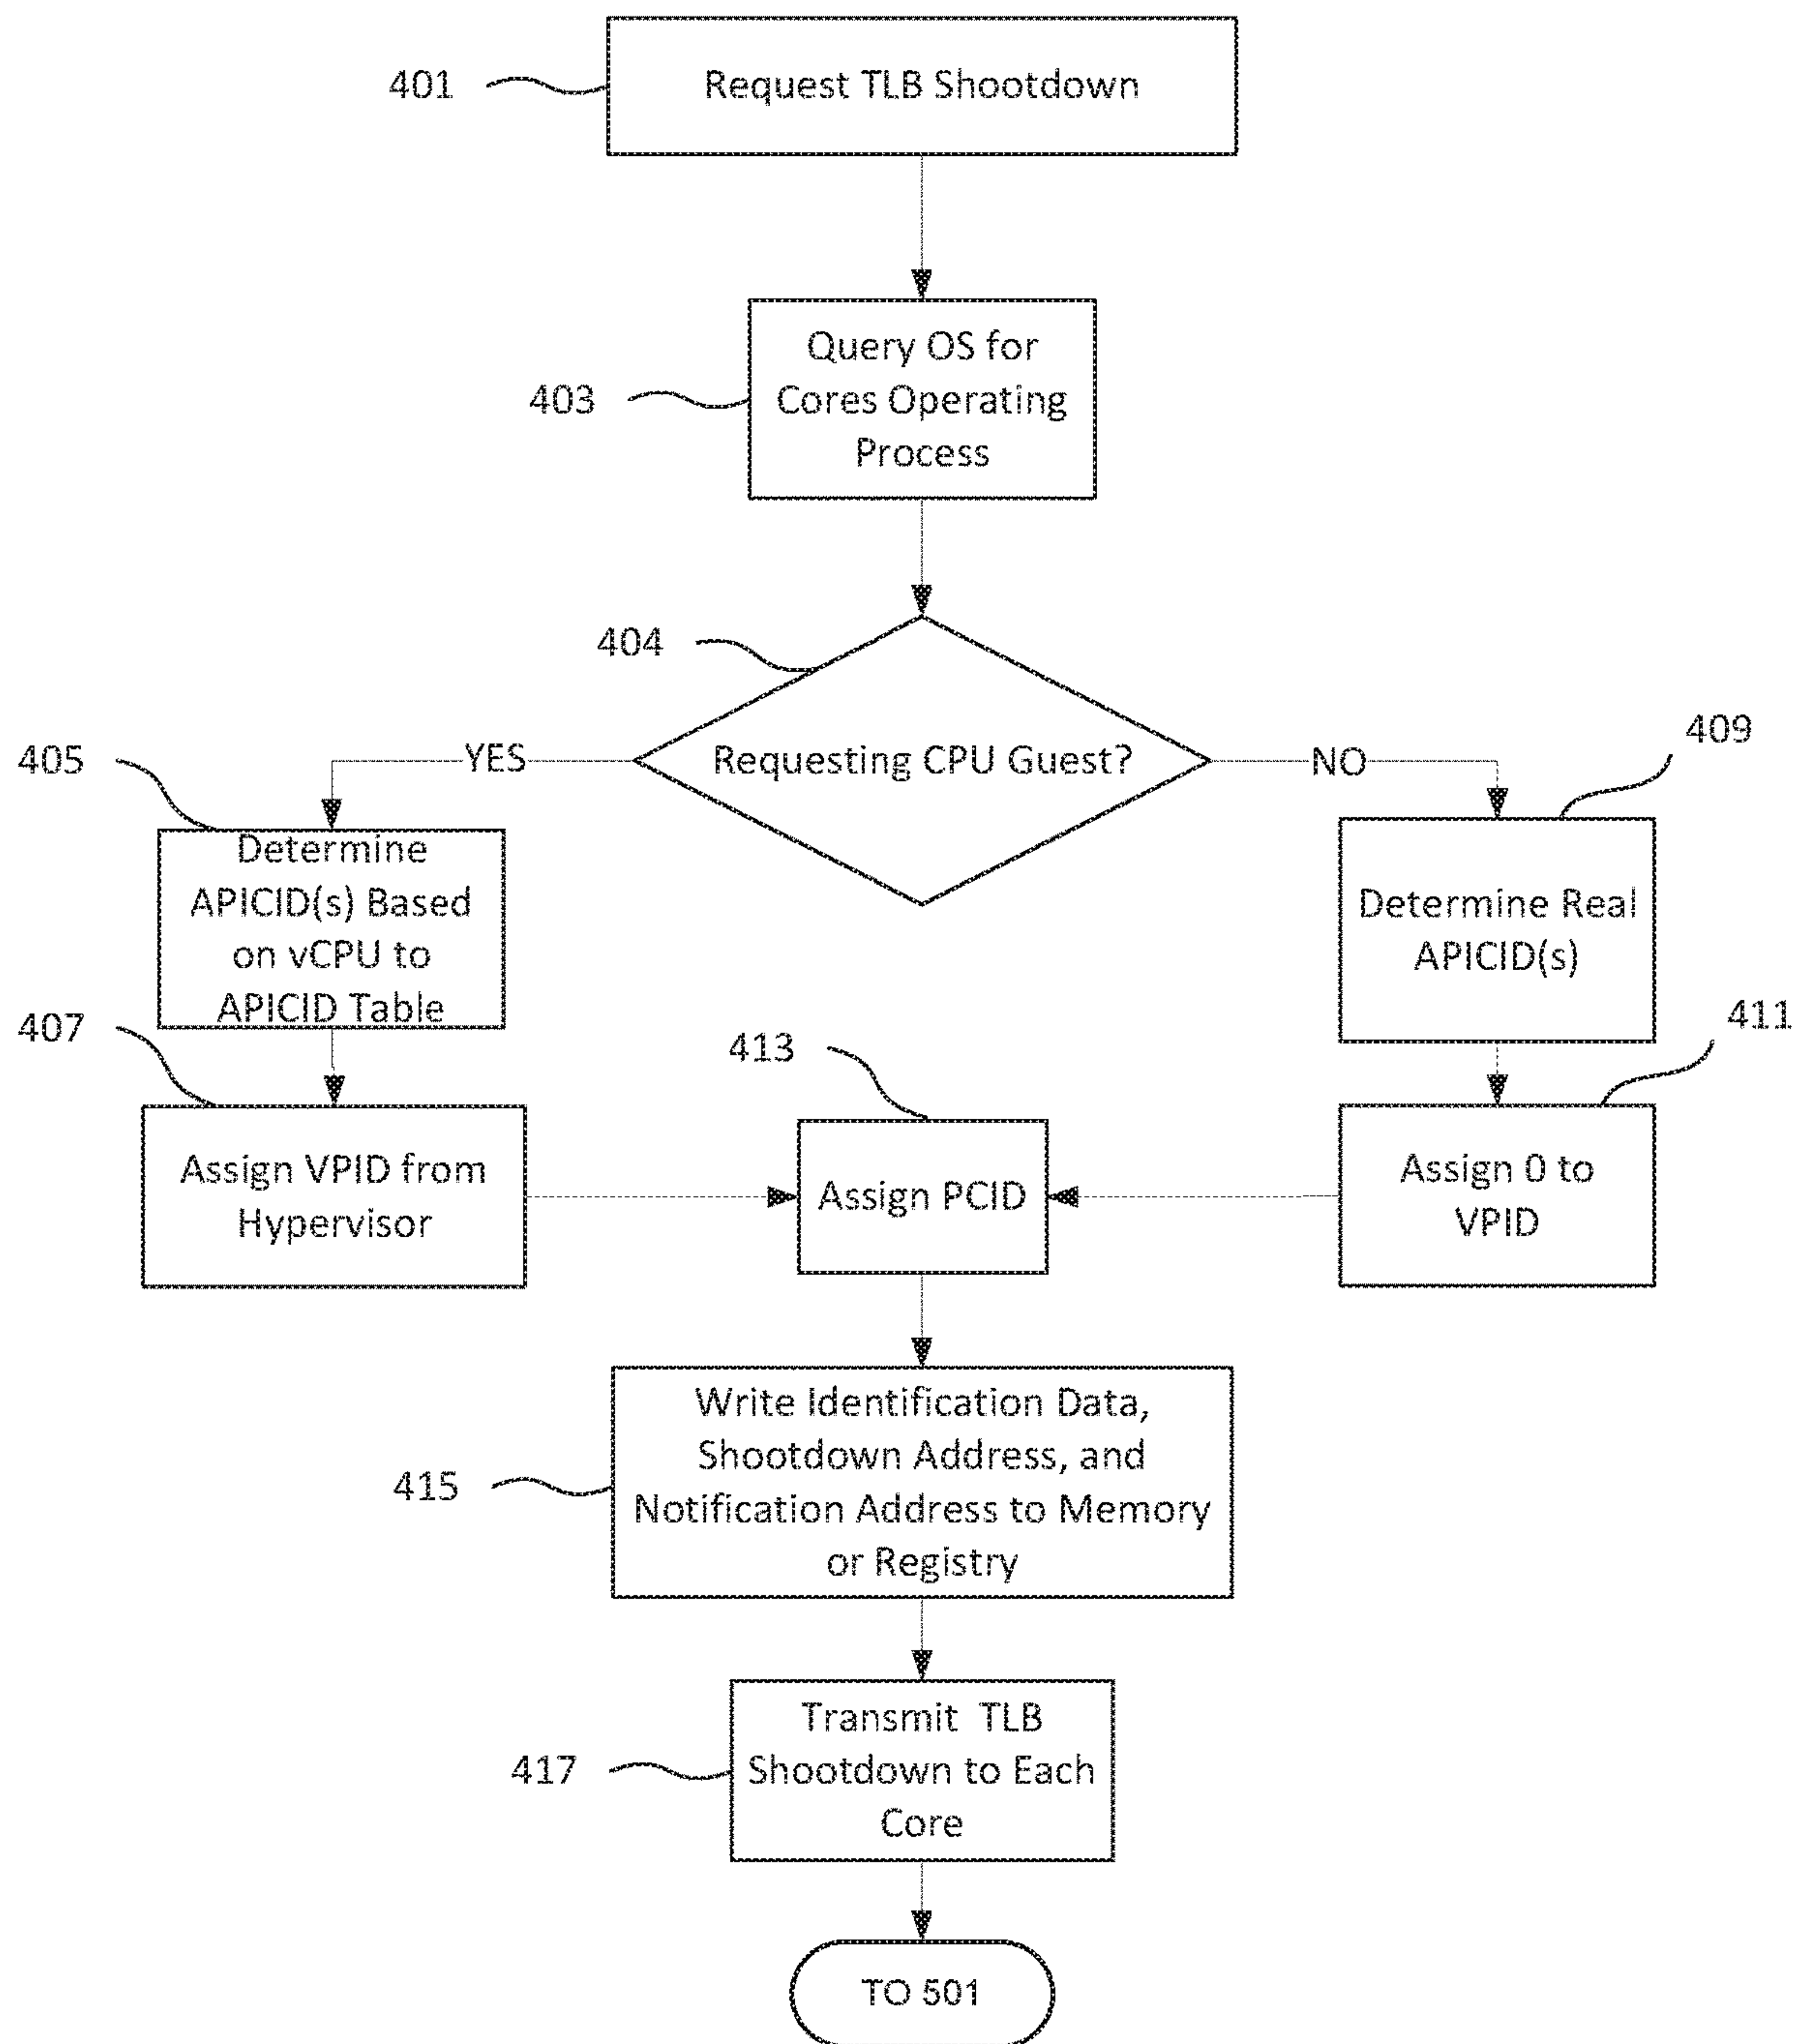 401
Request TLB Shootdown
403
Query OS for
Cores Operating
Process
404
Requesting CPU Guest?
YES
NO
405
Determine
APICID(s) Based
on vCPU to
APICID Table
409
Determine Real
APICID(s)
407
Assign VPID from
Hypervisor
413
Assign PCID
411
Assign 0 to
VPID
415
Write Identification Data,
Shootdown Address, and
Notification Address to Memory
or Registry
417
Transmit TLB
Shootdown to Each
Core
TO 501